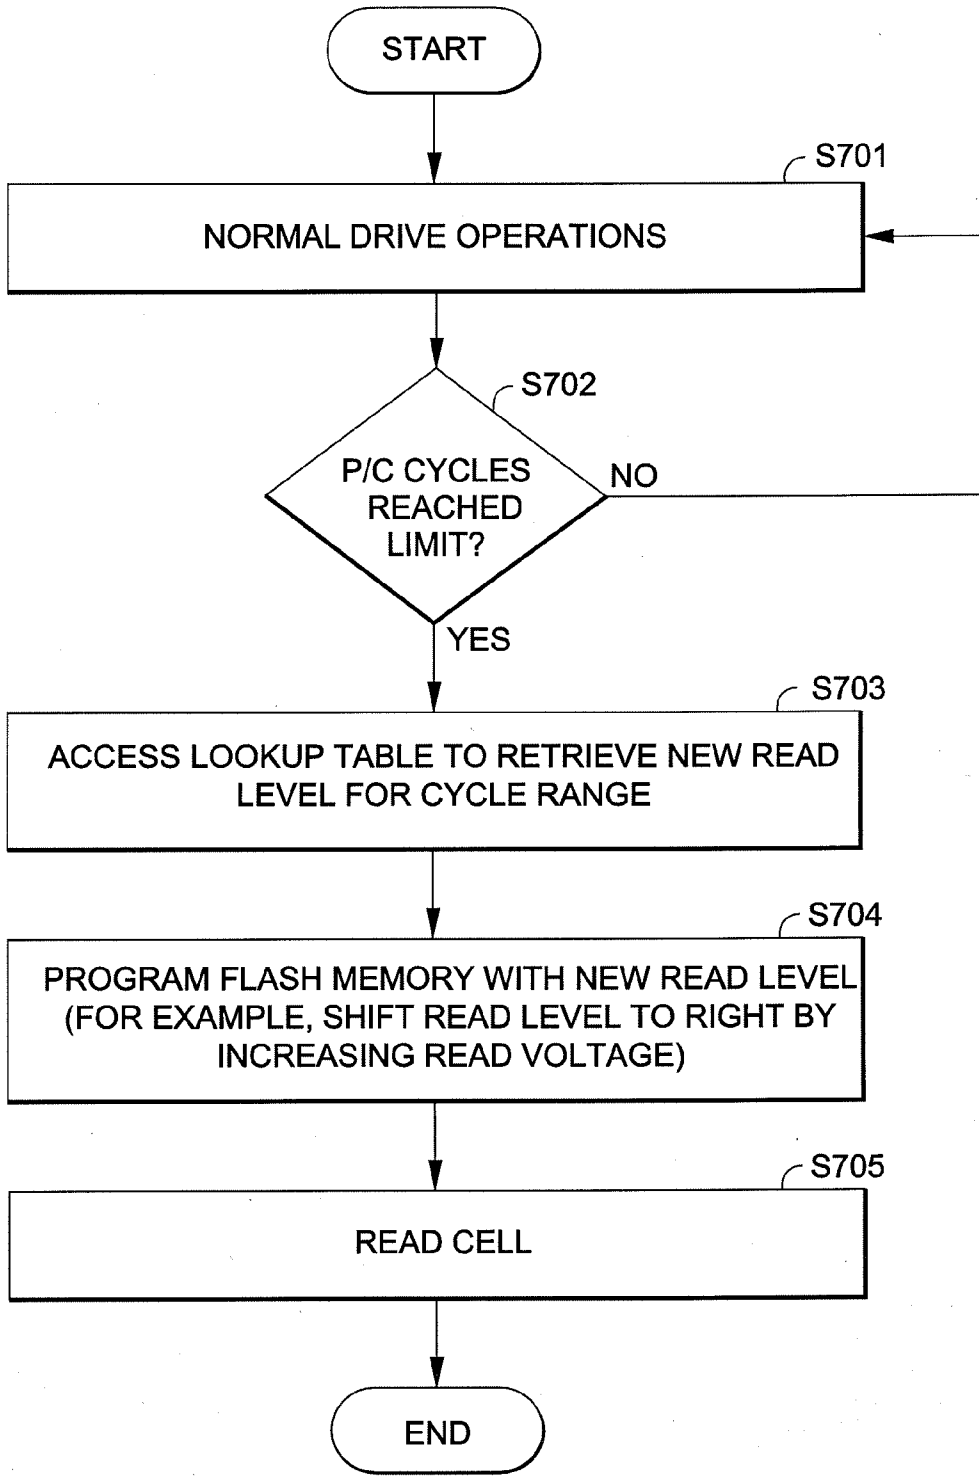 START
S701
NORMAL DRIVE OPERATIONS
S702
P/C CYCLES
REACHED
LIMIT?
NO
YES
S703
ACCESS LOOKUP TABLE TO RETRIEVE NEW READ
LEVEL FOR CYCLE RANGE
S704
PROGRAM FLASH MEMORY WITH NEW READ LEVEL
(FOR EXAMPLE, SHIFT READ LEVEL TO RIGHT BY
INCREASING READ VOLTAGE)
S705
READ CELL
END